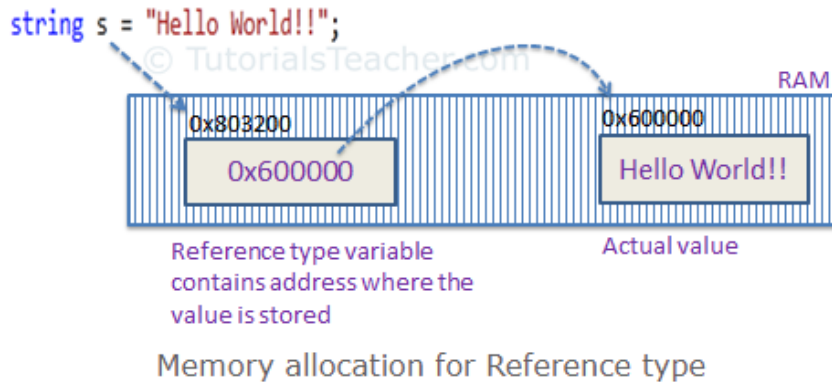 string s = "Hello World!!";
© TutorialsTeacher.com
RAM
0x803200
0x600000
0x600000
Hello World!!
Reference type variable
contains address where the
value is stored
Actual value
Memory allocation for Reference type